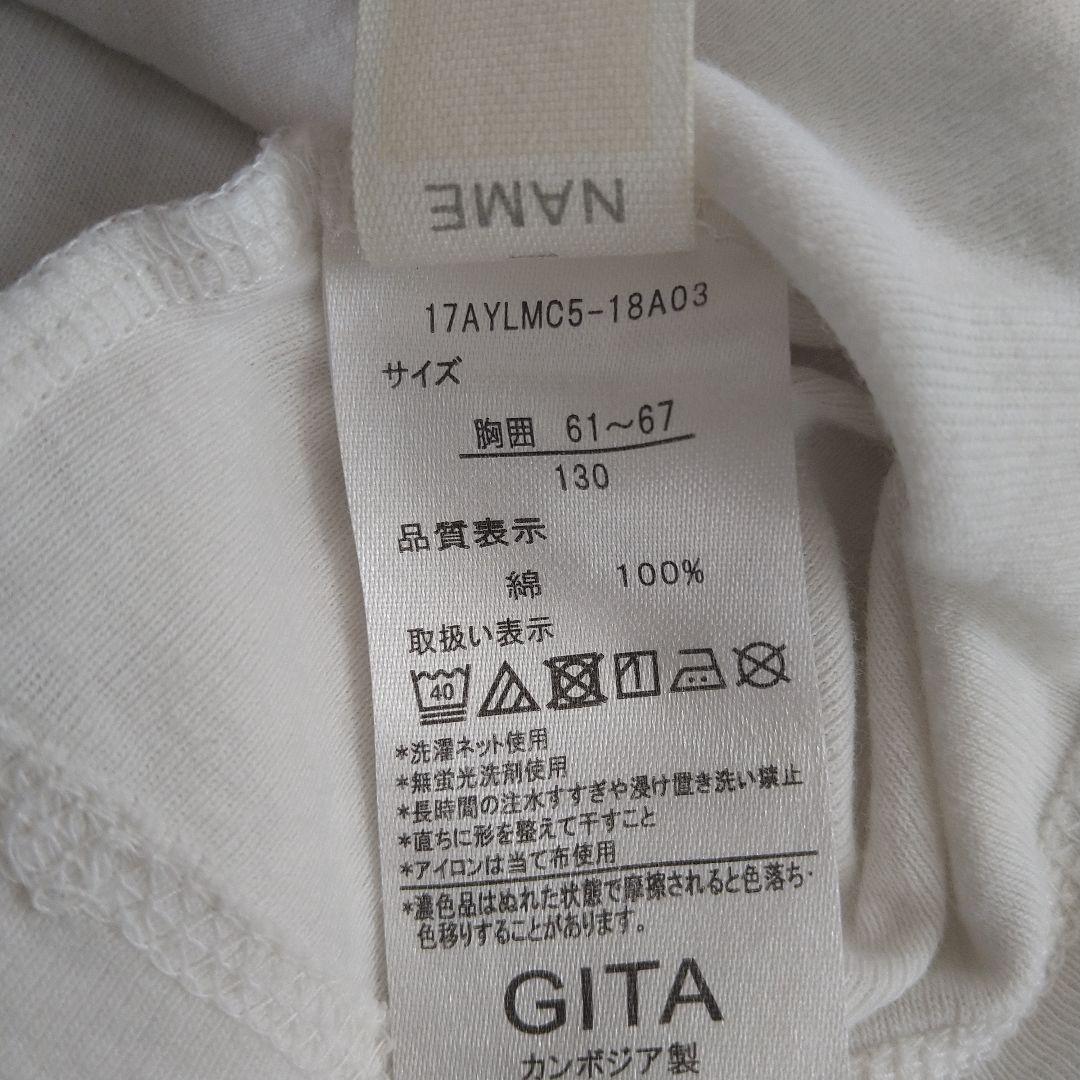 NAME
17AYLMC5-18A03
サイズ
胸囲 61～67
130
品質表示
綿 100%
取扱い表示
40
*洗濯ネット使用
*無蛍光洗剤使用
*長時間の注水すすぎや浸け置き洗い禁止
*直ちに形を整えて干すこと
*アイロンは当て布使用
*濃色品はぬれた状態で摩擦されると色落ち・
色移りすることがあります。
GITA
カンボジア製